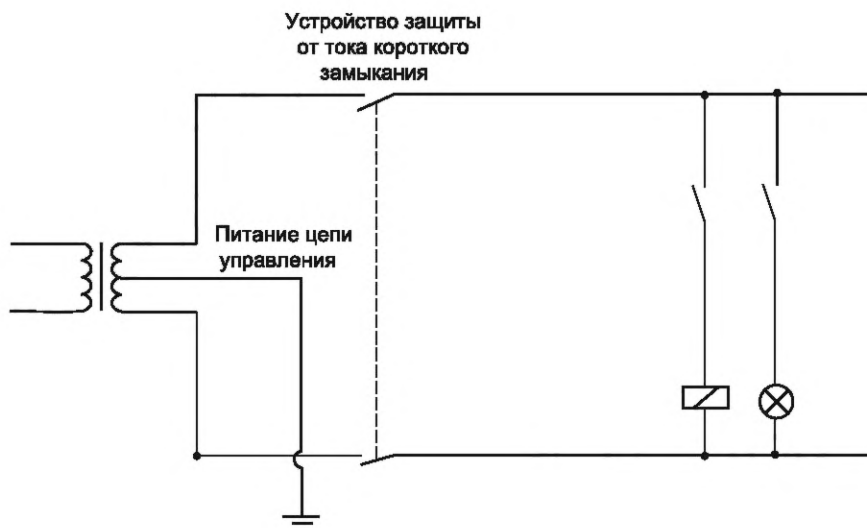 Устройство защиты
от тока короткого
замыкания
Питание цепи
управления